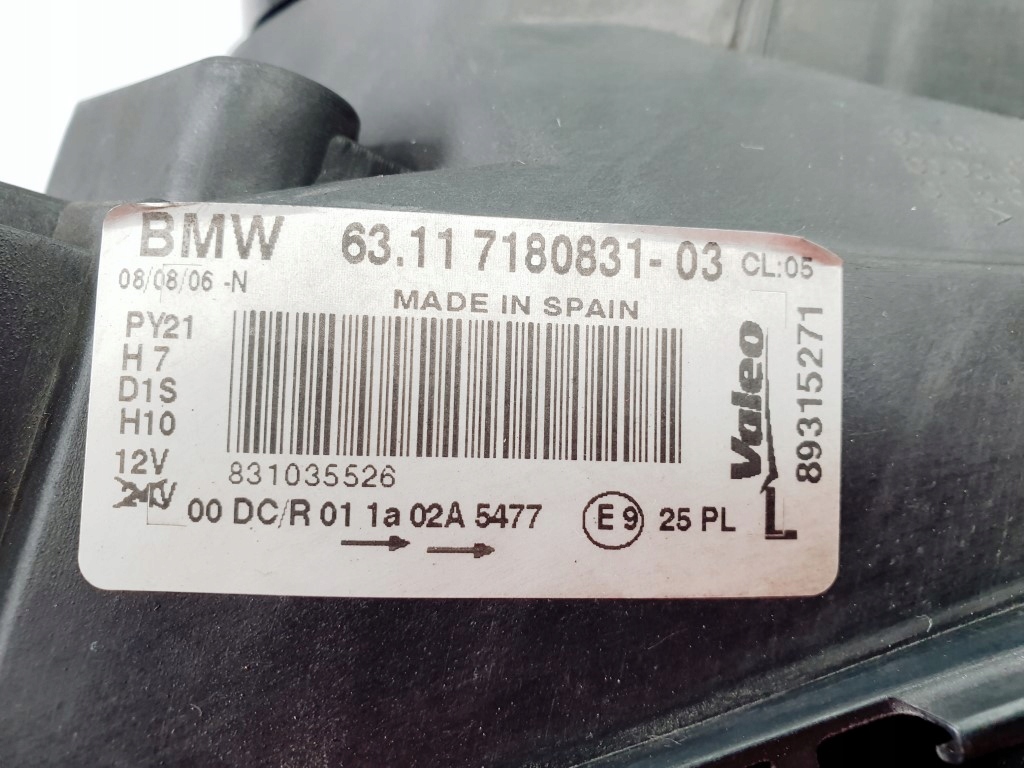 BMW 63.11 7180831- 03 CL:05
08/08/06 -N
MADE IN SPAIN
PY21
H 7
D1S
H10
12V
831035526
00 DC/R 01 1a 02A 5477 E 9 25 PL L
Valeo
89315271